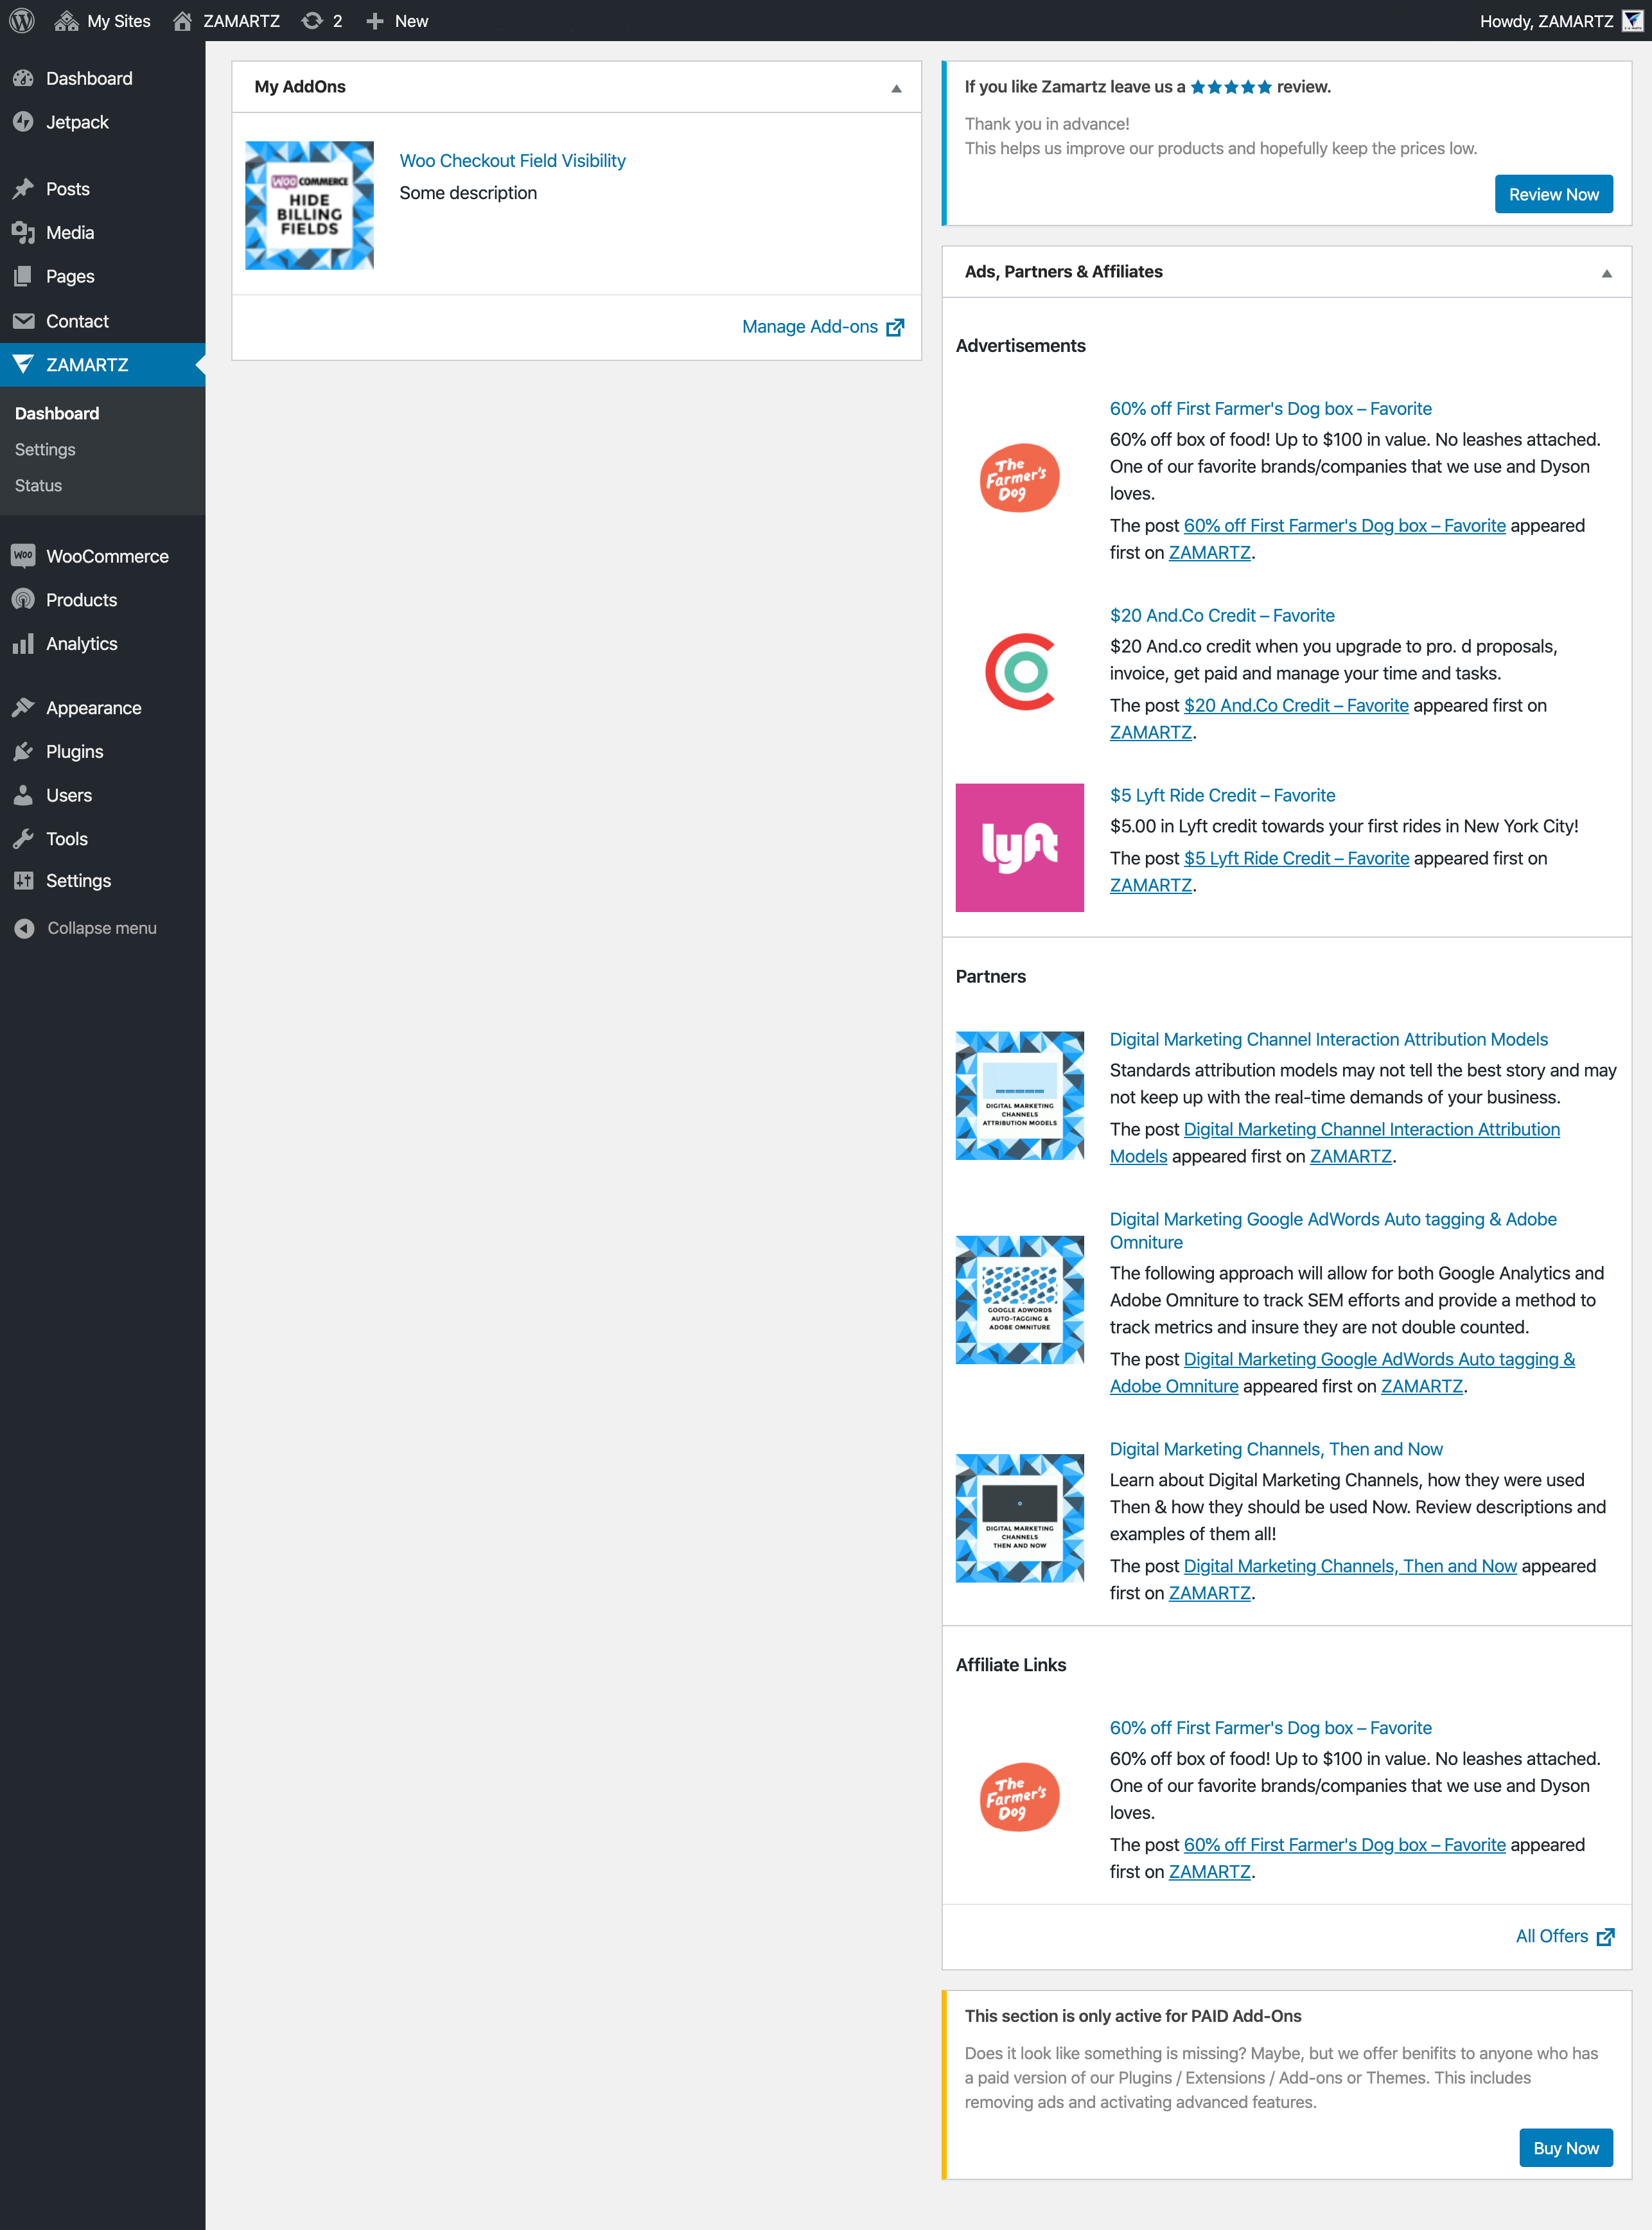 My Sites
ZAMARTZ
2
New
Howdy, ZAMARTZ
Dashboard
Jetpack
Posts
Media
Pages
Contact
ZAMARTZ
Dashboard
Settings
Status
Woo
WooCommerce
Products
Analytics
Appearance
Plugins
Users
Tools
Settings
Collapse menu
My AddOns
WOO COMMERCE
HIDE
BILLING
FIELDS
Woo Checkout Field Visibility
Some description
Manage Add-ons
If you like Zamartz leave us a ★★★★★ review.
Thank you in advance!
This helps us improve our products and hopefully keep the prices low.
Review Now
Ads, Partners & Affiliates
Advertisements
The
Farmer's
Dog
60% off First Farmer's Dog box – Favorite
60% off box of food! Up to $100 in value. No leashes attached.
One of our favorite brands/companies that we use and Dyson
loves.
The post 60% off First Farmer's Dog box – Favorite appeared
first on ZAMARTZ.
$20 And.Co Credit – Favorite
$20 And.co credit when you upgrade to pro. d proposals,
invoice, get paid and manage your time and tasks.
The post $20 And.Co Credit – Favorite appeared first on
ZAMARTZ.
lyft
$5 Lyft Ride Credit – Favorite
$5.00 in Lyft credit towards your first rides in New York City!
The post $5 Lyft Ride Credit – Favorite appeared first on
ZAMARTZ.
Partners
DIGITAL MARKETING
CHANNELS
ATTRIBUTION MODELS
Digital Marketing Channel Interaction Attribution Models
Standards attribution models may not tell the best story and may
not keep up with the real-time demands of your business.
The post Digital Marketing Channel Interaction Attribution
Models appeared first on ZAMARTZ.
GOOGLE ADWORDS
AUTO-TAGGING &
ADOBE OMNITURE
Digital Marketing Google AdWords Auto tagging & Adobe
Omniture
The following approach will allow for both Google Analytics and
Adobe Omniture to track SEM efforts and provide a method to
track metrics and insure they are not double counted.
The post Digital Marketing Google AdWords Auto tagging &
Adobe Omniture appeared first on ZAMARTZ.
DIGITAL MARKETING
CHANNELS
THEN AND NOW
Digital Marketing Channels, Then and Now
Learn about Digital Marketing Channels, how they were used
Then & how they should be used Now. Review descriptions and
examples of them all!
The post Digital Marketing Channels, Then and Now appeared
first on ZAMARTZ.
Affiliate Links
The
Farmer's
Dog
60% off First Farmer's Dog box – Favorite
60% off box of food! Up to $100 in value. No leashes attached.
One of our favorite brands/companies that we use and Dyson
loves.
The post 60% off First Farmer's Dog box – Favorite appeared
first on ZAMARTZ.
All Offers
This section is only active for PAID Add-Ons
Does it look like something is missing? Maybe, but we offer benifits to anyone who has
a paid version of our Plugins / Extensions / Add-ons or Themes. This includes
removing ads and activating advanced features.
Buy Now